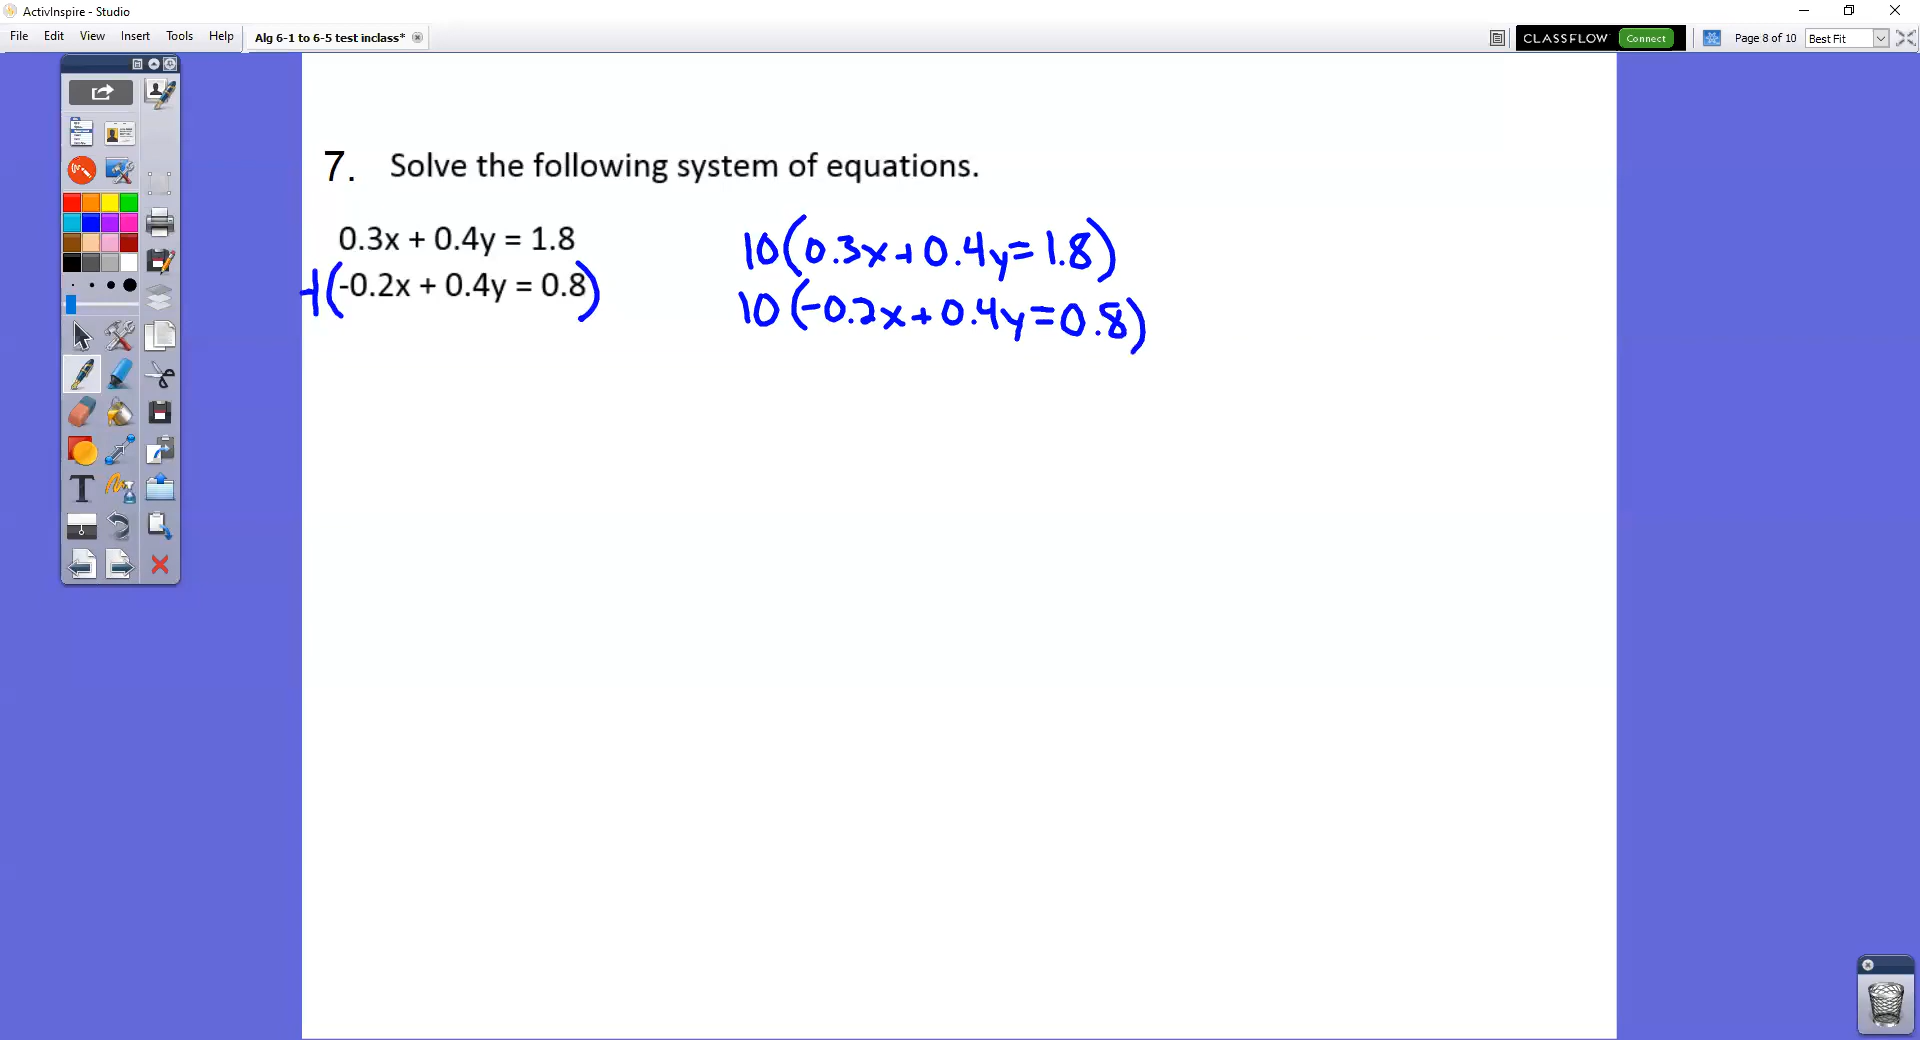 ActivInspire - Studio
File Edit View Insert Tools Help Alg 6-1 to 6-5 test inclass* CLASSFLOW Connect Page 8 of 10 Best Fit
7. Solve the following system of equations.
0.3x + 0.4y = 1.8
-1(-0.2x + 0.4y = 0.8)
10(0.3x+0.4y=1.8)
10(-0.2x+0.4y=0.8)
T